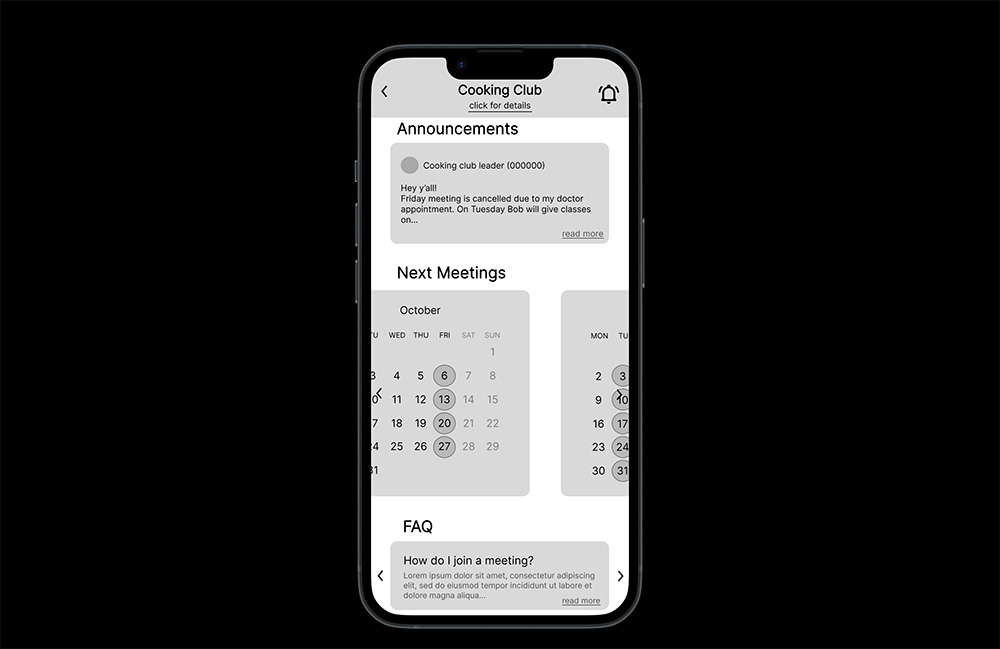 Cooking Club
click for details
Announcements
Cooking club leader (000000)
Hey y'all!
Friday meeting is cancelled due to my doctor
appointment. On Tuesday Bob will give classes
on...
read more
Next Meetings
October
TU WED THU FRI SAT SUN
1
3 4 5 6 7 8
10 11 12 13 14 15
17 18 19 20 21 22
24 25 26 27 28 29
31
MON TU
2 3
9 10
16 17
23 24
30 31
FAQ
How do I join a meeting?
Lorem ipsum dolor sit amet, consectetur adipiscing
elit, sed do eiusmod tempor incididunt ut labore et
dolore magna aliqua...
read more